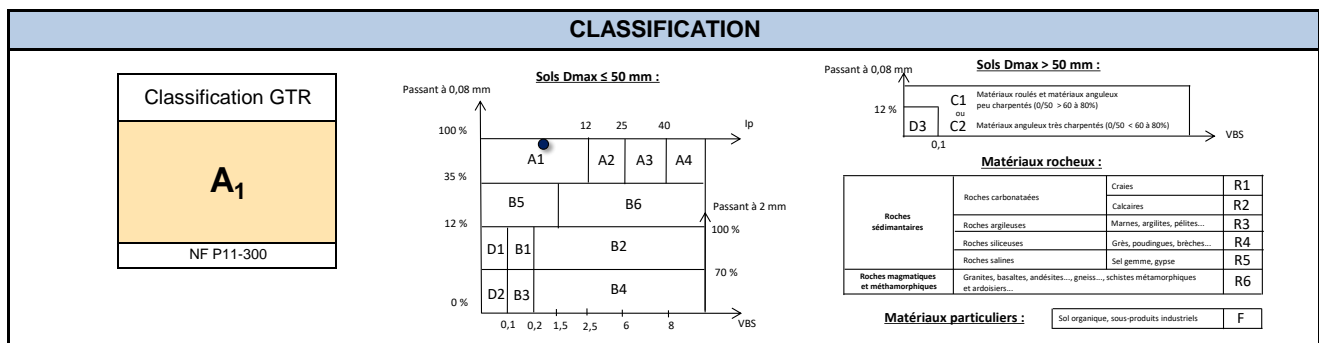 CLASSIFICATION
Classification GTR
A1
NF P11-300
Sols Dmax ≤ 50 mm :
Passant à 0,08 mm
100 %
12
25
40
Ip
A1
A2
A3
A4
35 %
B5
B6
Passant à 2 mm
12 %
100 %
D1
B1
B2
70 %
D2
B3
B4
0 %
0,1
0,2
1,5
2,5
6
8
VBS
Sols Dmax > 50 mm :
Passant à 0,08 mm
12 %
D3
C1
Matériaux roulés et matériaux anguleux
peu charpentés (0/50 > 60 à 80%)
ou
C2
Matériaux anguleux très charpentés (0/50 < 60 à 80%)
VBS
0,1
Matériaux rocheux :
Roches
sédimantaires
Roches carbonataées
Craies
R1
Calcaires
R2
Roches argileuses
Marnes, argilites, pélites...
R3
Roches siliceuses
Grès, poudingues, brèches...
R4
Roches salines
Sel gemme, gypse
R5
Roches magmatiques
et méthamorphiques
Granites, basaltes, andésites..., gneiss..., schistes métamorphiques
et ardoisiers...
R6
Matériaux particuliers :
Sol organique, sous-produits industriels
F